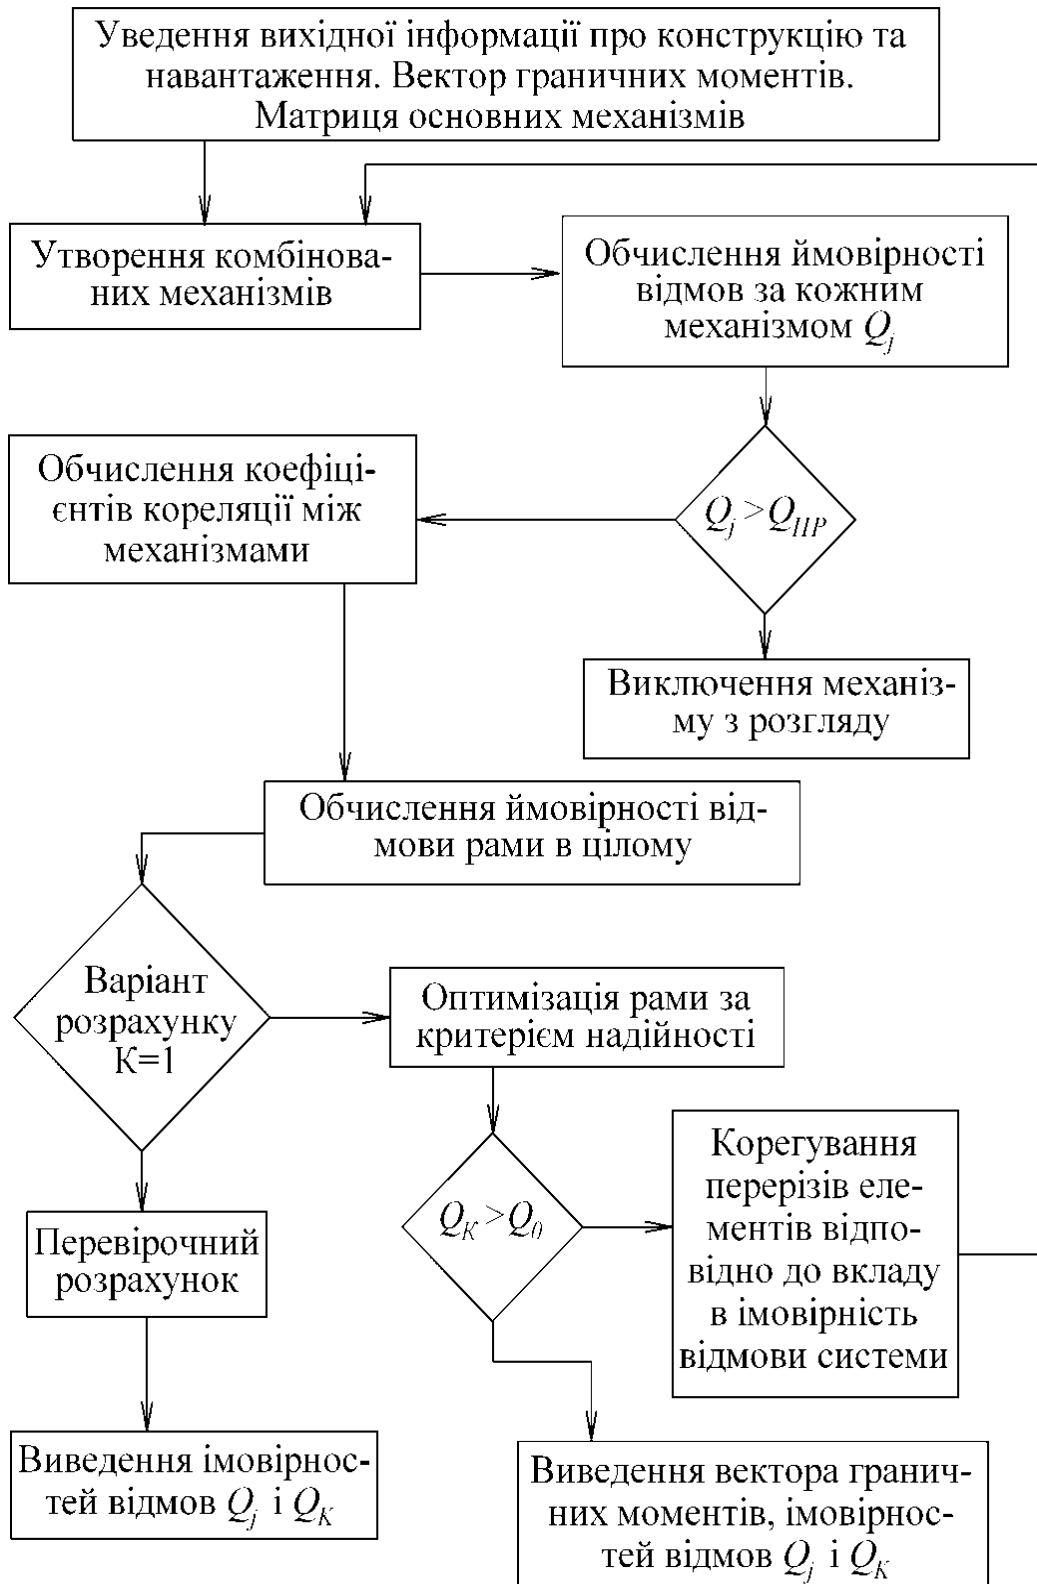 Уведення вихідної інформації про конструкцію та
навантаження. Вектор граничних моментів.
Матриця основних механізмів
Утворення комбінова-
них механізмів
Обчислення ймовірності
відмов за кожним
механізмом Qj
Qj > QПР
Обчислення коефіці-
єнтів кореляції між
механізмами
Виключення механіз-
му з розгляду
Обчислення ймовірності від-
мови рами в цілому
Варіант
розрахунку
К=1
Оптимізація рами за
критерієм надійності
QK > Q0
Корегування
перерізів еле-
ментів відпо-
відно до вкладу
в імовірність
відмови системи
Перевірочний
розрахунок
Виведення імовірнос-
тей відмов Qj і QK
Виведення вектора гранич-
них моментів, імовірнос-
тей відмов Qj і QK